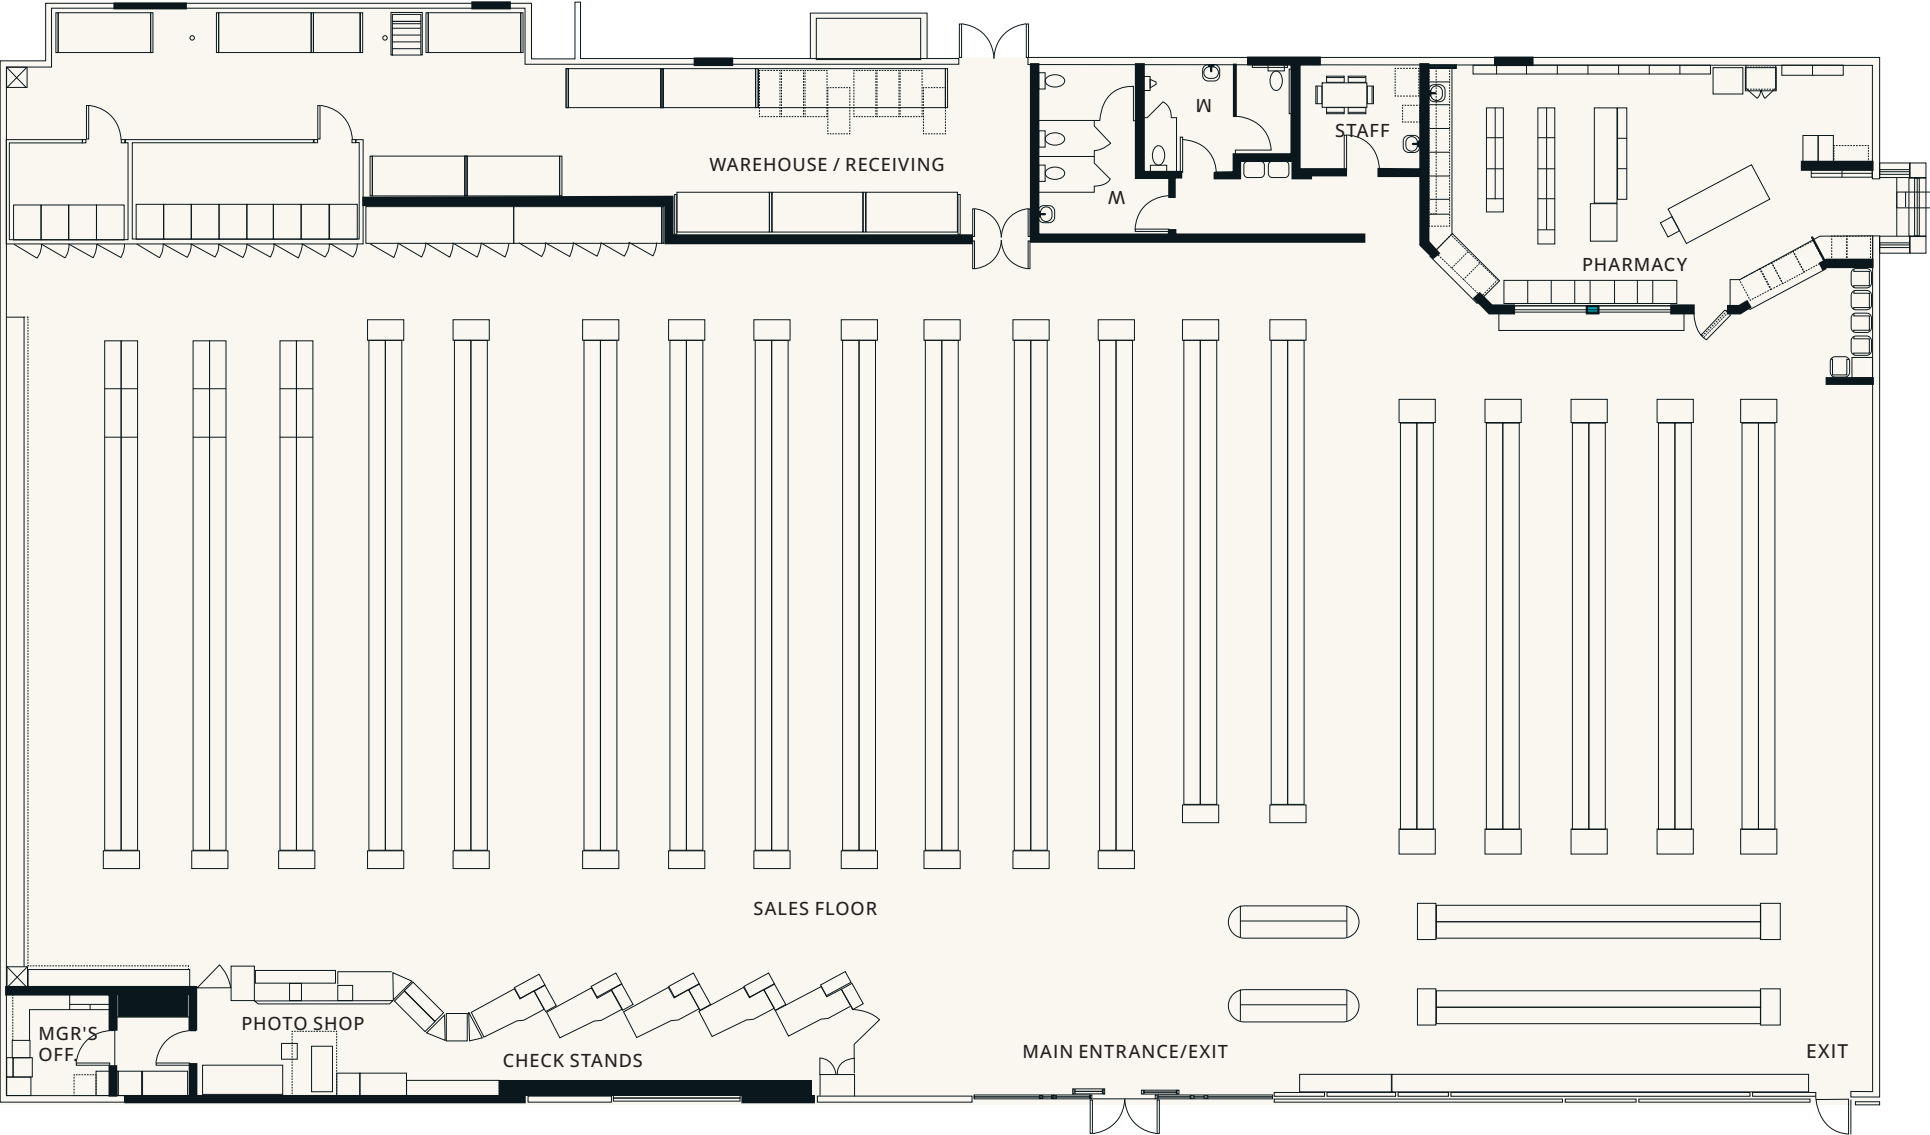 WAREHOUSE / RECEIVING
M
STAFF
W
PHARMACY
SALES FLOOR
PHOTO SHOP
MGR'S
OFF.
CHECK STANDS
MAIN ENTRANCE/EXIT
EXIT